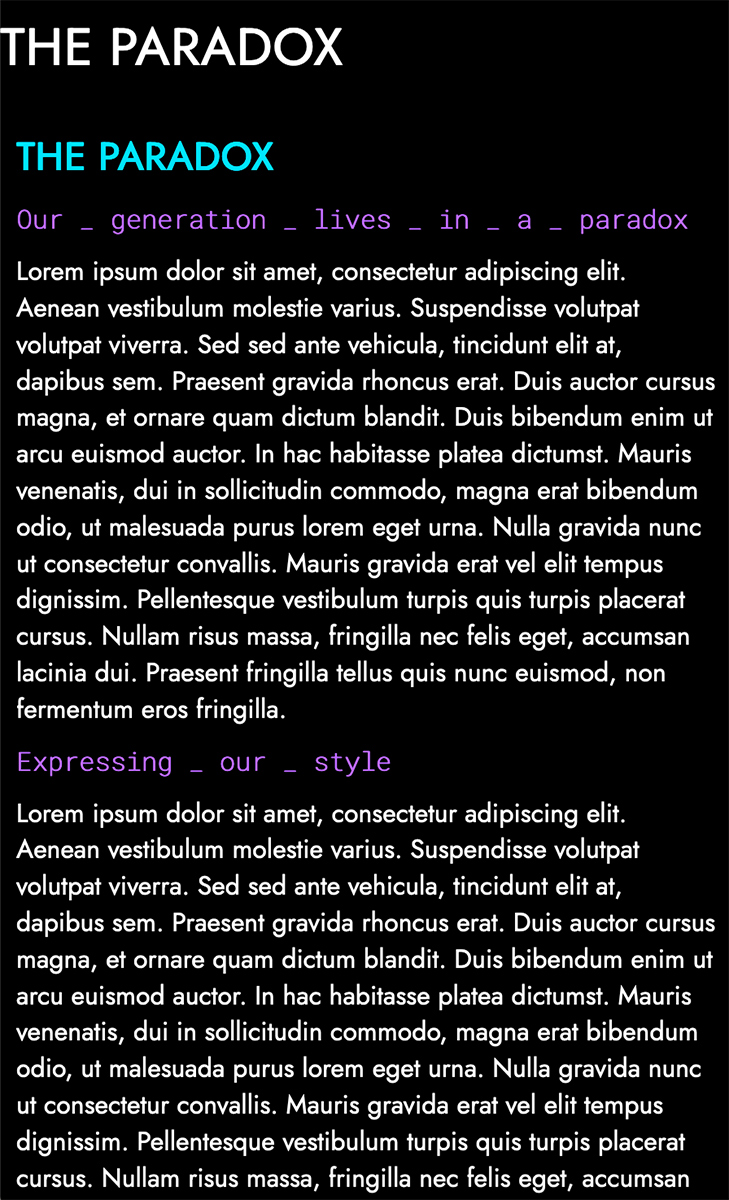 THE PARADOX
THE PARADOX
Our _ generation _ lives _ in _ a _ paradox
Lorem ipsum dolor sit amet, consectetur adipiscing elit.
Aenean vestibulum molestie varius. Suspendisse volutpat
volutpat viverra. Sed sed ante vehicula, tincidunt elit at,
dapibus sem. Praesent gravida rhoncus erat. Duis auctor cursus
magna, et ornare quam dictum blandit. Duis bibendum enim ut
arcu euismod auctor. In hac habitasse platea dictumst. Mauris
venenatis, dui in sollicitudin commodo, magna erat bibendum
odio, ut malesuada purus lorem eget urna. Nulla gravida nunc
ut consectetur convallis. Mauris gravida erat vel elit tempus
dignissim. Pellentesque vestibulum turpis quis turpis placerat
cursus. Nullam risus massa, fringilla nec felis eget, accumsan
lacinia dui. Praesent fringilla tellus quis nunc euismod, non
fermentum eros fringilla.
Expressing _ our _ style
Lorem ipsum dolor sit amet, consectetur adipiscing elit.
Aenean vestibulum molestie varius. Suspendisse volutpat
volutpat viverra. Sed sed ante vehicula, tincidunt elit at,
dapibus sem. Praesent gravida rhoncus erat. Duis auctor cursus
magna, et ornare quam dictum blandit. Duis bibendum enim ut
arcu euismod auctor. In hac habitasse platea dictumst. Mauris
venenatis, dui in sollicitudin commodo, magna erat bibendum
odio, ut malesuada purus lorem eget urna. Nulla gravida nunc
ut consectetur convallis. Mauris gravida erat vel elit tempus
dignissim. Pellentesque vestibulum turpis quis turpis placerat
cursus. Nullam risus massa, fringilla nec felis eget, accumsan